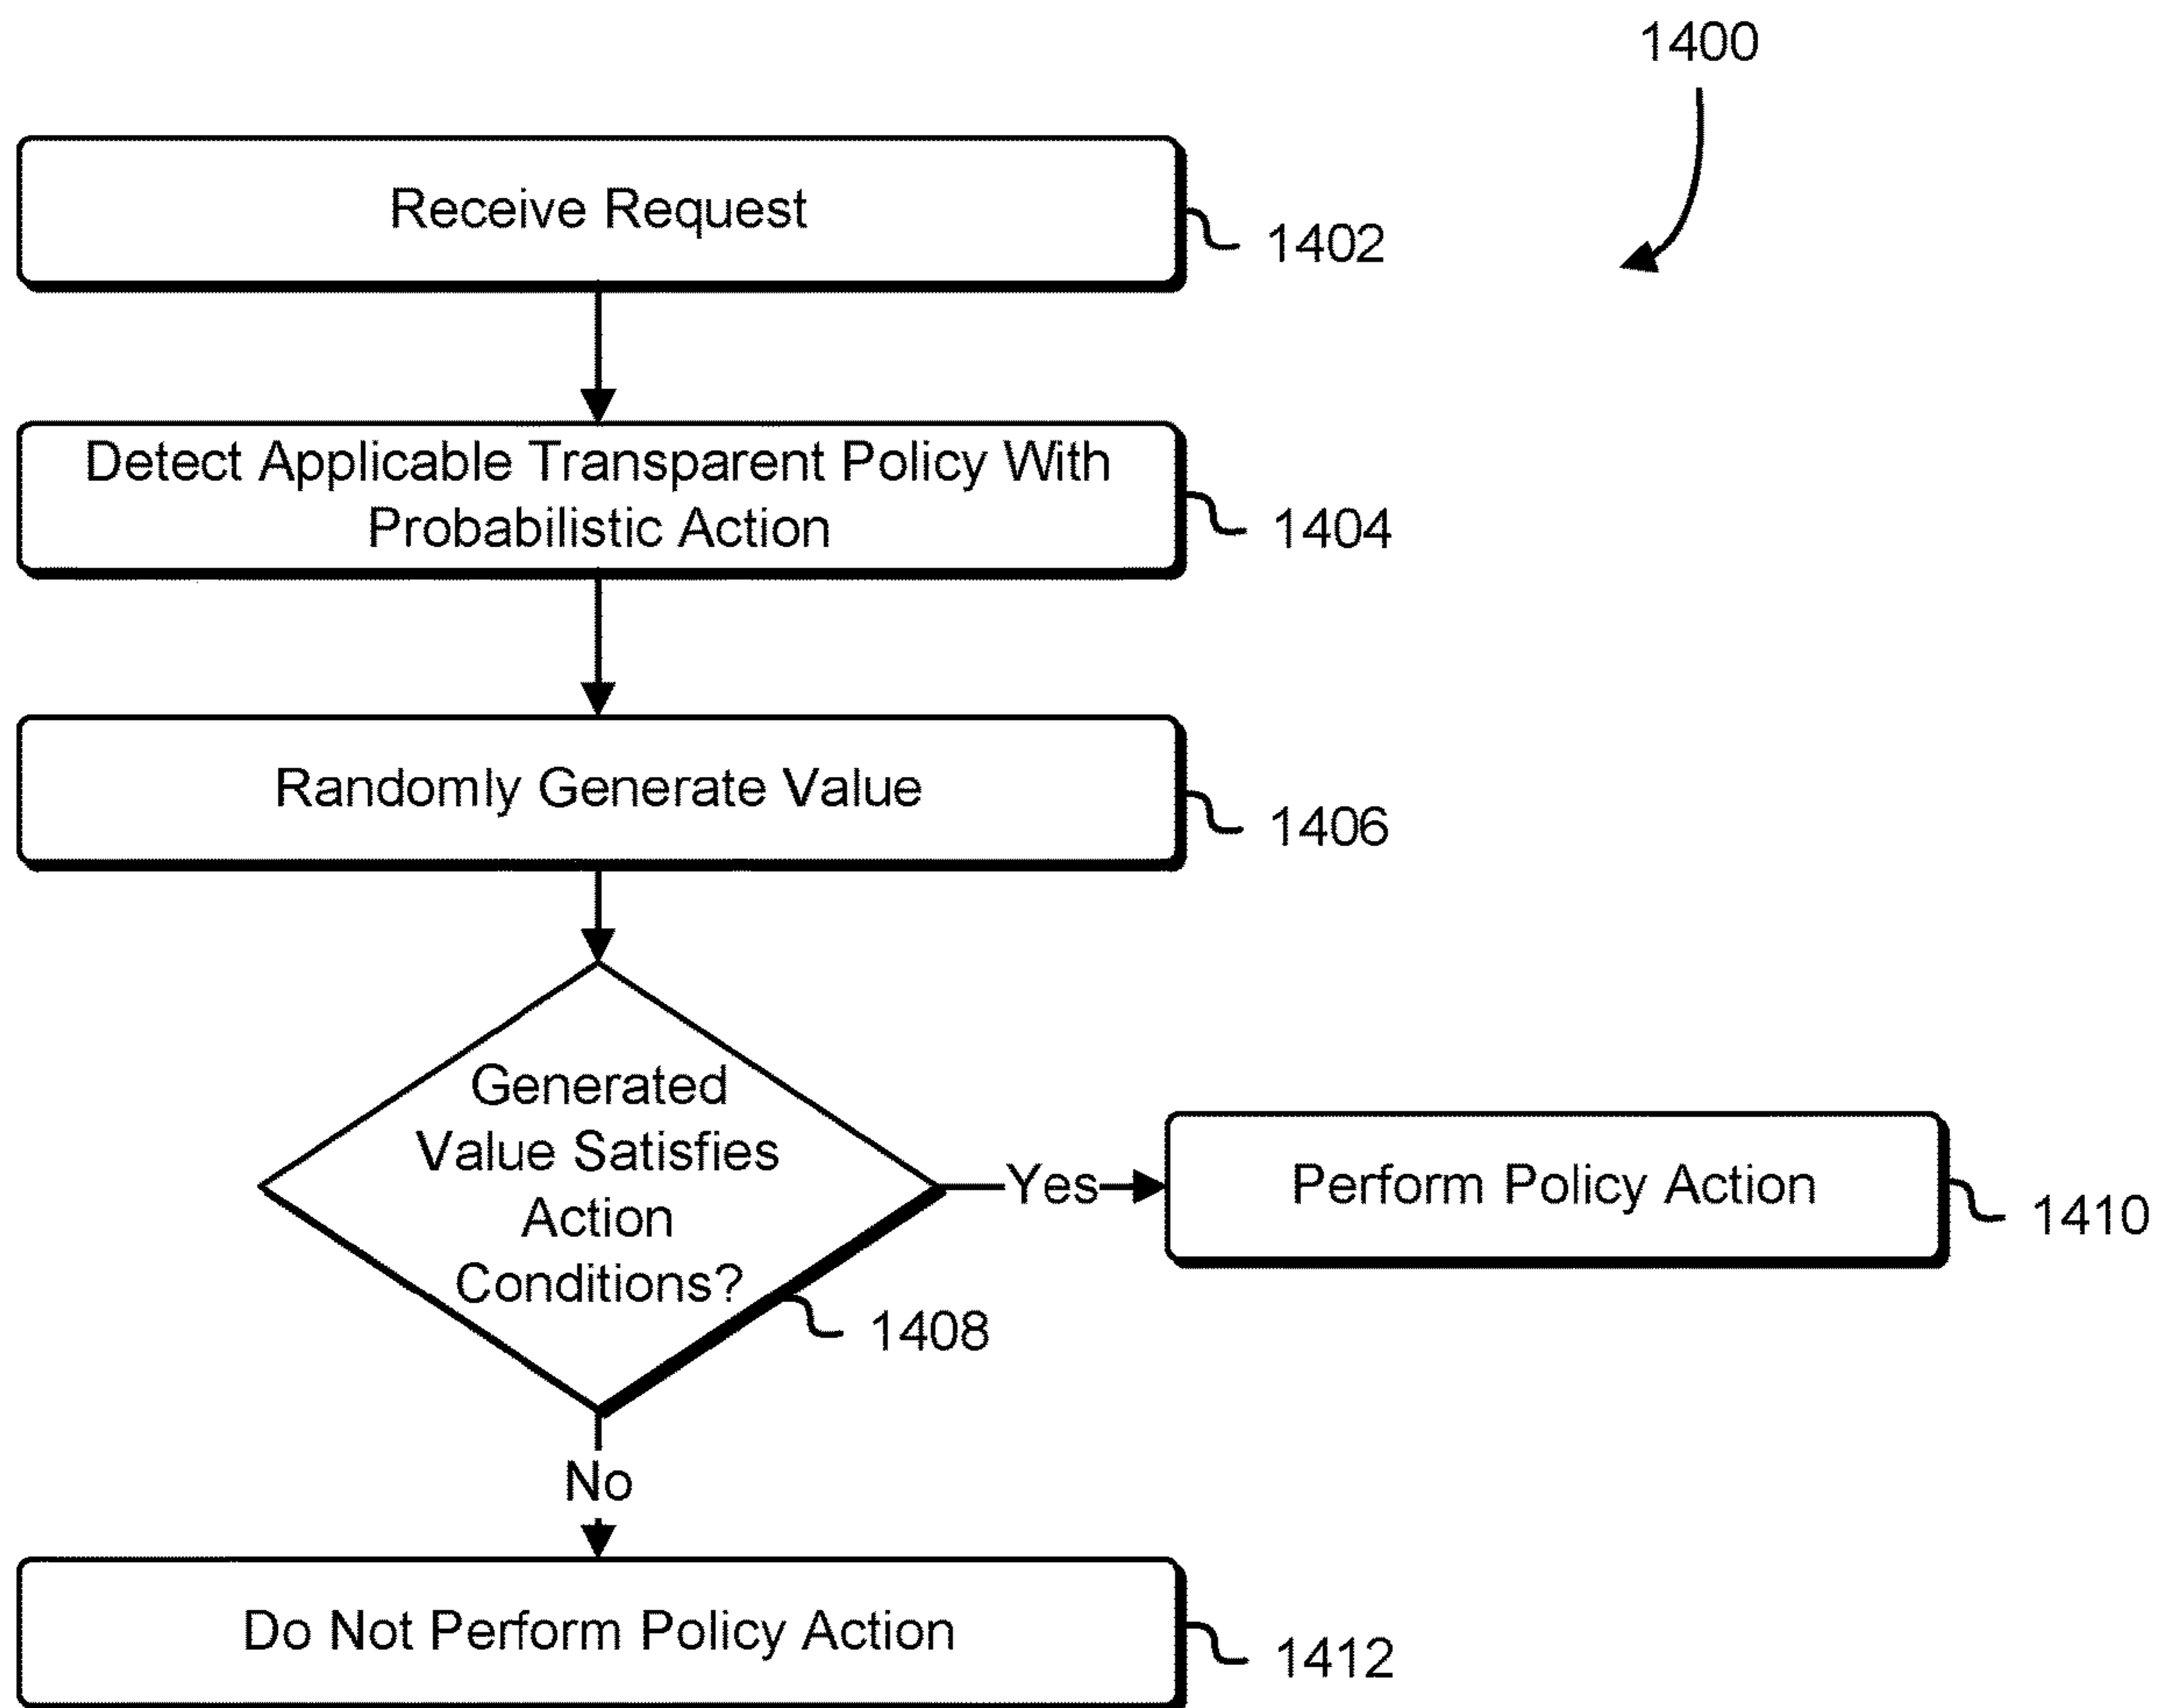 1400
Receive Request
1402
Detect Applicable Transparent Policy With
Probabilistic Action
1404
Randomly Generate Value
1406
Generated
Value Satisfies
Action
Conditions?
1408
Yes
Perform Policy Action
1410
No
Do Not Perform Policy Action
1412